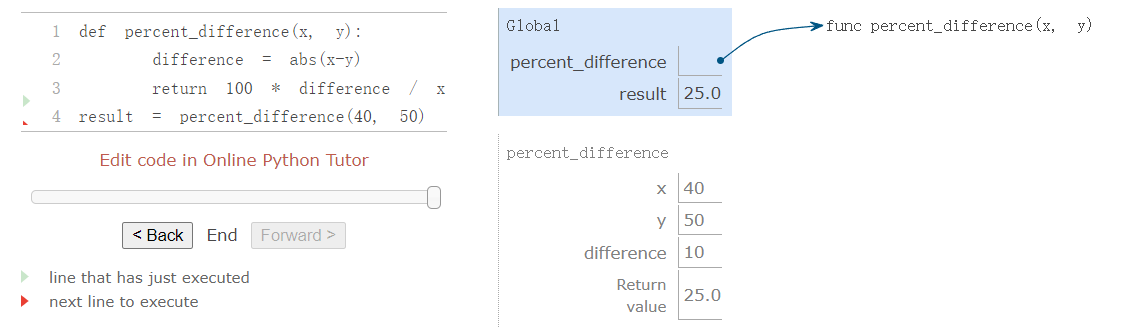 1 def percent_difference(x, y):
2 difference = abs(x-y)
3 return 100 * difference / x
4 result = percent_difference(40, 50)
Edit code in Online Python Tutor
< Back End Forward >
line that has just executed
next line to execute
Global
percent_difference
result 25.0
func percent_difference(x, y)
percent_difference
x 40
y 50
difference 10
Return
value 25.0